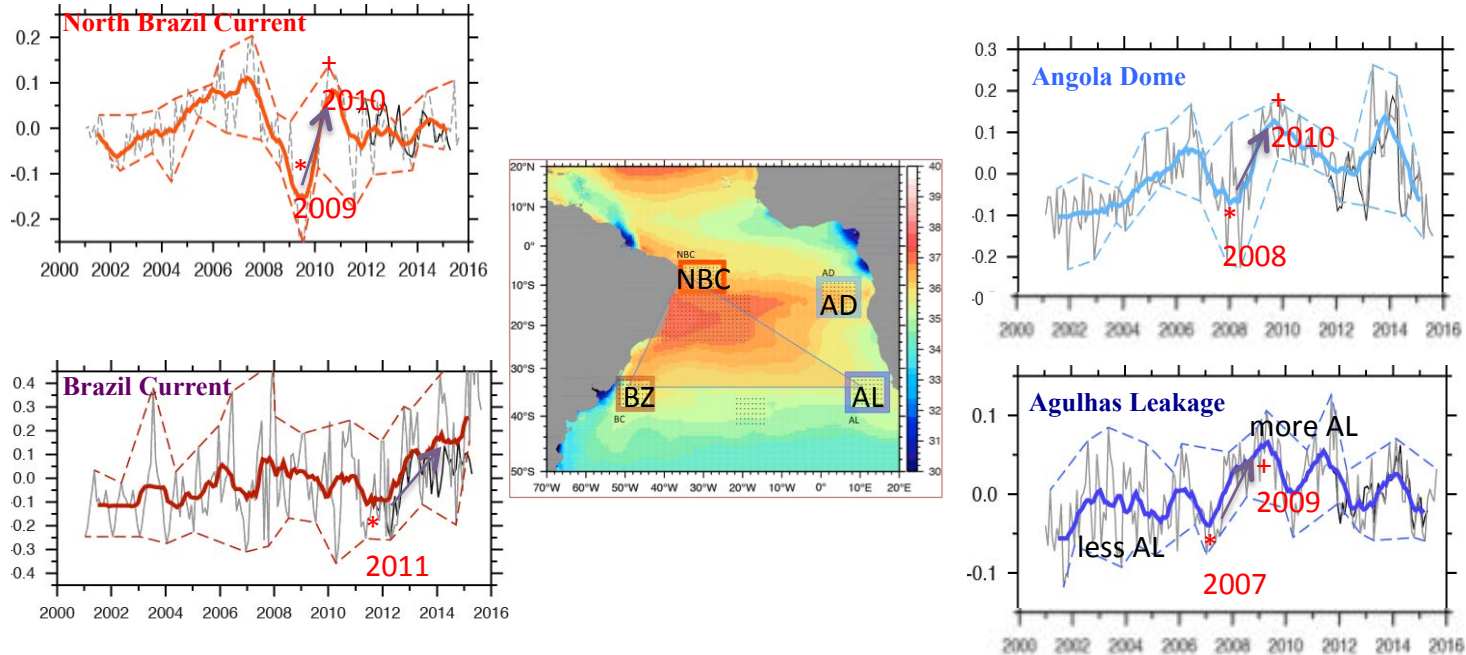 North Brazil Current
0.2
0.1
0.0
-0.1
-0.2
+
2010
*
2009
2000 2002 2004 2006 2008 2010 2012 2014 2016
Brazil Current
0.4
0.3
0.2
0.1
0.0
-0.1
-0.2
-0.3
-0.4
*
2011
2000 2002 2004 2006 2008 2010 2012 2014 2016
20°N
10°N
0°
10°S
20°S
30°S
40°S
50°S
70°W 60°W 50°W 40°W 30°W 20°W 10°W 0°E 10°E 20°E
NBC
NBC
AD
AD
BZ
BC
AL
AL
40
39
38
37
36
35
34
33
32
31
30
Angola Dome
0.3
0.2
0.1
0.0
-0.1
-0.2
-0
+
2010
*
2008
2000 2002 2004 2006 2008 2010 2012 2014 2016
Agulhas Leakage
0.1
0.0
-0.1
more AL
+
2009
less AL
*
2007
2000 2002 2004 2006 2008 2010 2012 2014 2016